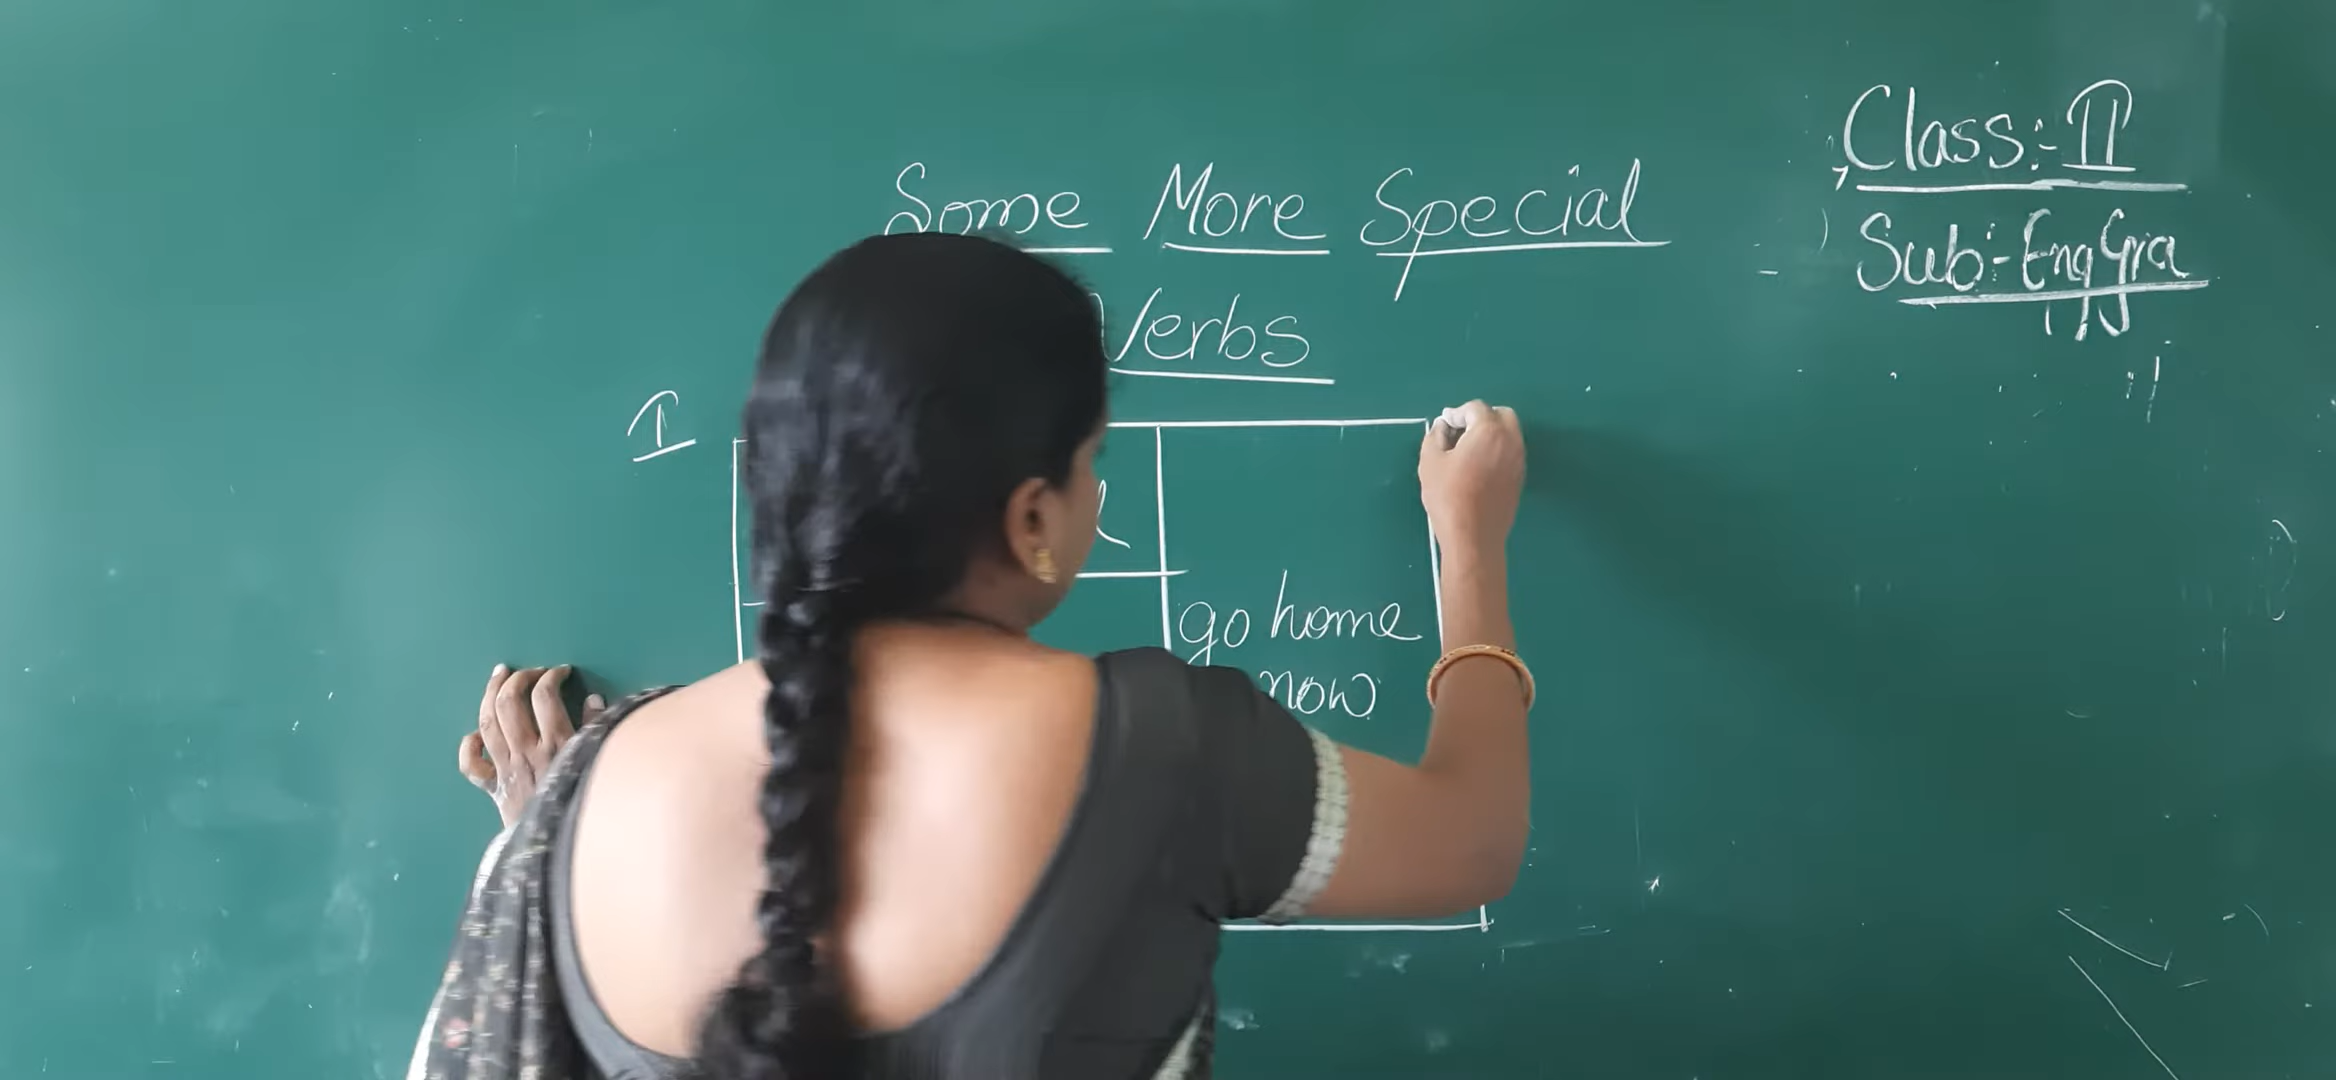 Class:- II
Sub:- Eng Gra
Some More Special
Verbs
I
go home
now